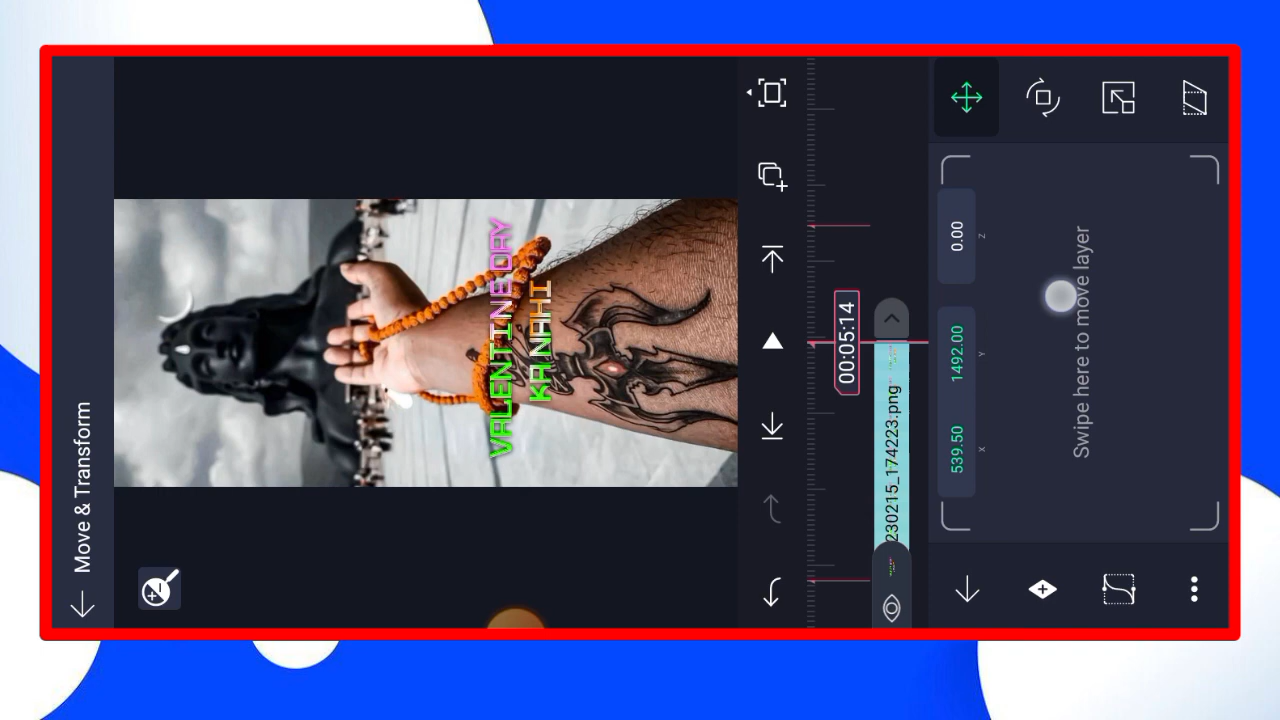 Move & Transform
VALENTINE DAY
KA NAHI
00:05:14
230215_174223.png
539.50 1492.00 0.00
X Y Z
Swipe here to move layer